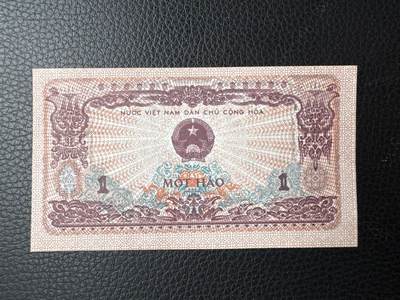 NƯỚC VIỆT NAM DÂN CHỦ CỘNG HÒA
1 MỘT HÀO 1